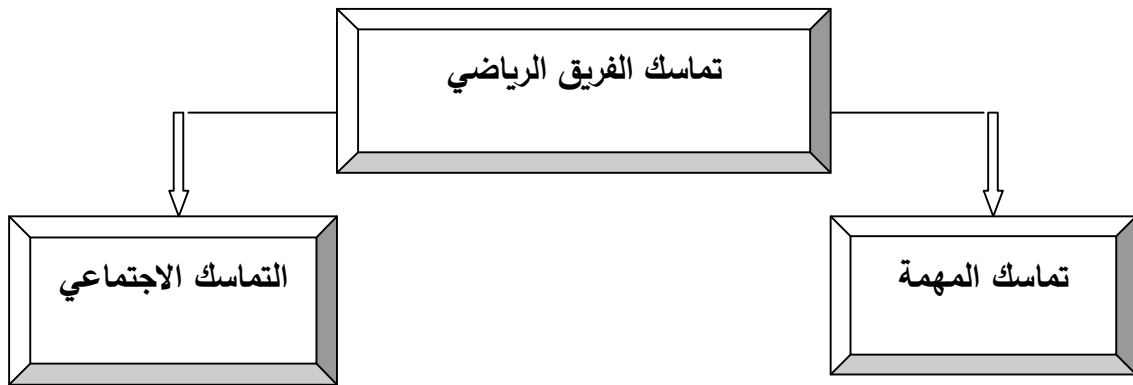 تماسك الفريق الرياضي
تماسك المهمة
التماسك الاجتماعي